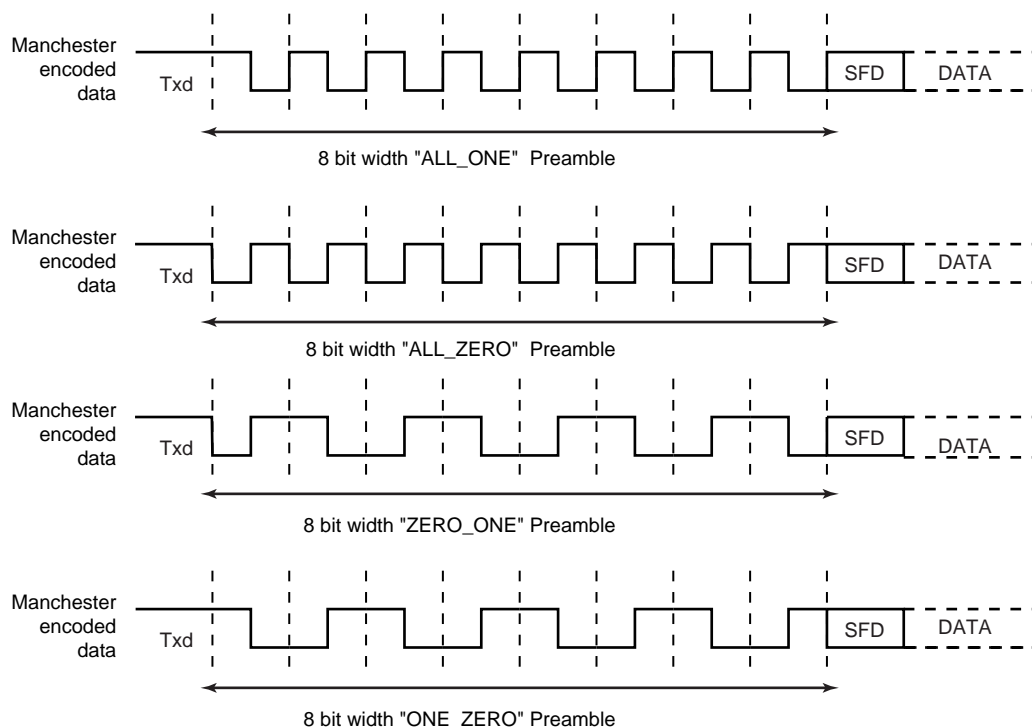 Manchester
encoded
data
Txd
SFD
DATA
8 bit width "ALL_ONE" Preamble
Manchester
encoded
data
Txd
SFD
DATA
8 bit width "ALL_ZERO" Preamble
Manchester
encoded
data
Txd
SFD
DATA
8 bit width "ZERO_ONE" Preamble
Manchester
encoded
data
Txd
SFD
DATA
8 bit width "ONE_ZERO" Preamble